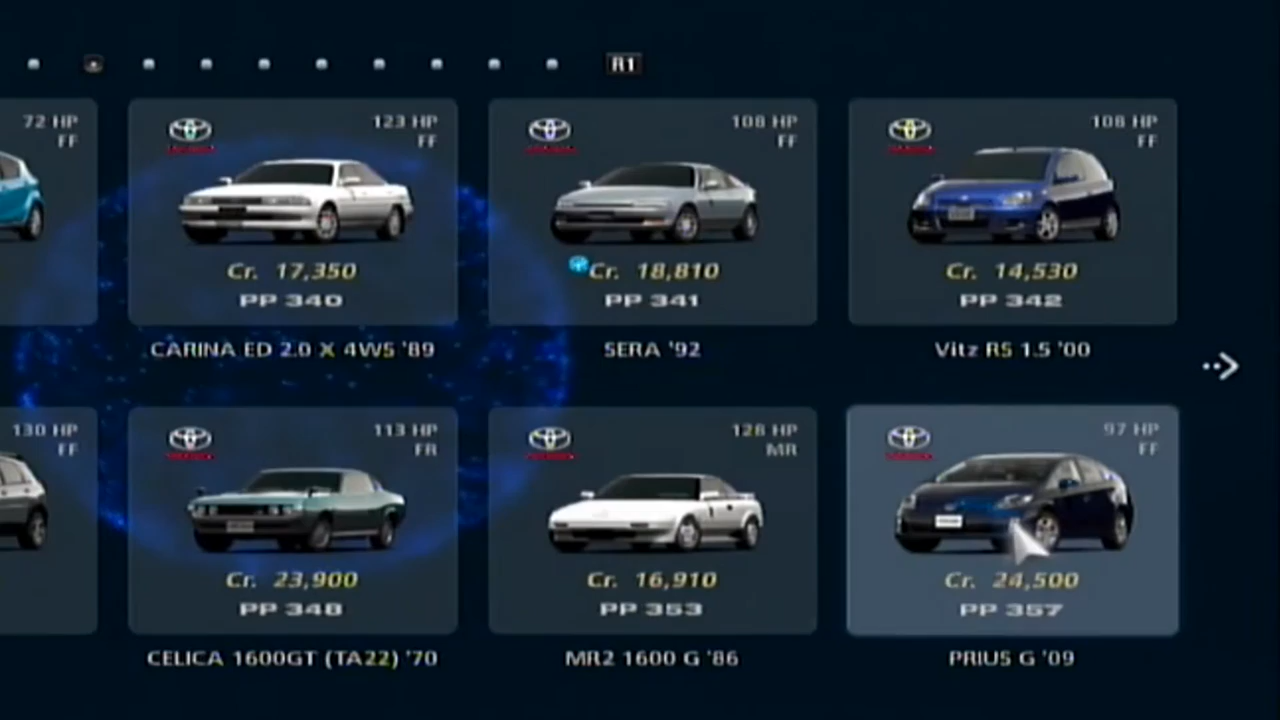 R1
72 HP
FF
123 HP
FF
Cr. 17,350
PP 340
CARINA ED 2.0 X 4WS '89
108 HP
FF
Cr. 18,810
PP 341
SERA '92
108 HP
FF
Cr. 14,530
PP 342
Vitz RS 1.5 '00
130 HP
FF
113 HP
FR
Cr. 23,900
PP 348
CELICA 1600GT (TA22) '70
128 HP
MR
Cr. 16,910
PP 353
MR2 1600 G '86
97 HP
FF
Cr. 24,500
PP 357
PRIUS G '09